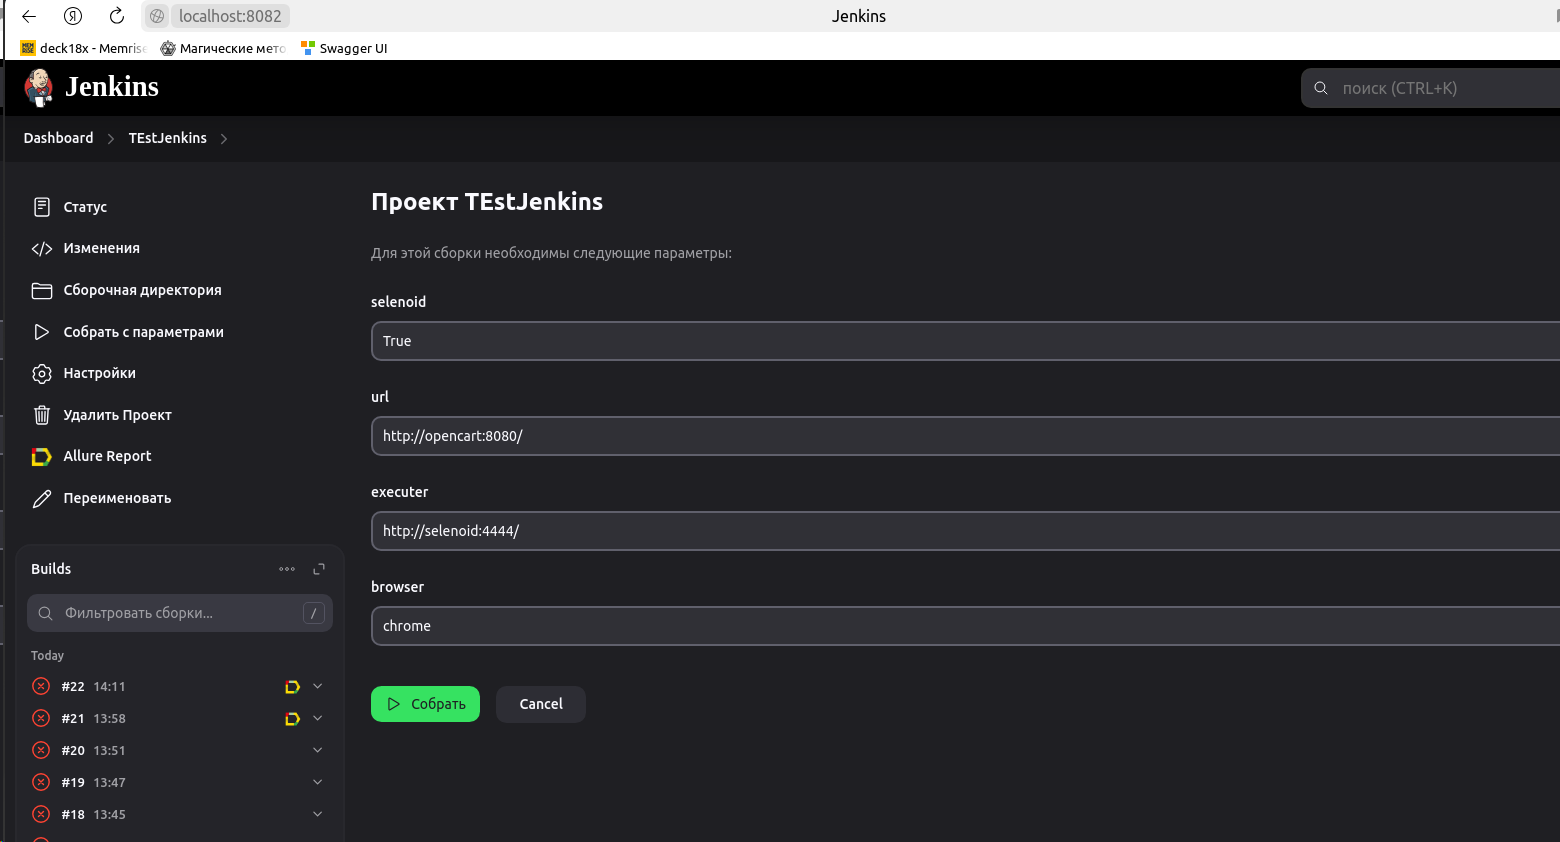 Я
localhost:8082
Jenkins
deck18x - Memrise
Магические мето
Swagger UI
Jenkins
поиск (CTRL+K)
Dashboard
TEstJenkins
Статус
Изменения
Сборочная директория
Собрать с параметрами
Настройки
Удалить Проект
Allure Report
Переименовать
Builds
Фильтровать сборки...
/
Today
#22 14:11
#21 13:58
#20 13:51
#19 13:47
#18 13:45
Проект TEstJenkins
Для этой сборки необходимы следующие параметры:
selenoid
True
url
http://opencart:8080/
executer
http://selenoid:4444/
browser
chrome
Собрать
Cancel